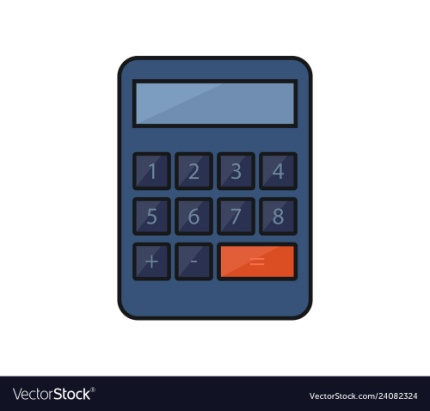 1 2 3 4
5 6 7 8
+ - =
VectorStock®
VectorStock.com/24082324